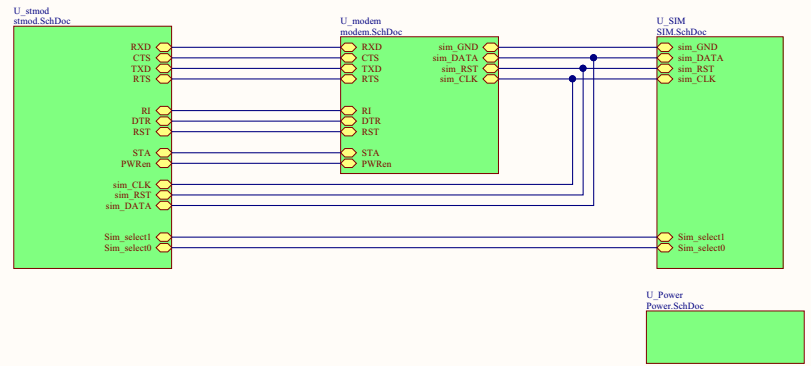 U_stmod
stmod.SchDoc
RXD
CTS
TXD
RTS
RI
DTR
RST
STA
PWRen
sim_CLK
sim_RST
sim_DATA
Sim_select1
Sim_select0
U_modem
modem.SchDoc
RXD
CTS
TXD
RTS
RI
DTR
RST
STA
PWRen
sim_GND
sim_DATA
sim_RST
sim_CLK
U_SIM
SIM.SchDoc
sim_GND
sim_DATA
sim_RST
sim_CLK
Sim_select1
Sim_select0
U_Power
Power.SchDoc